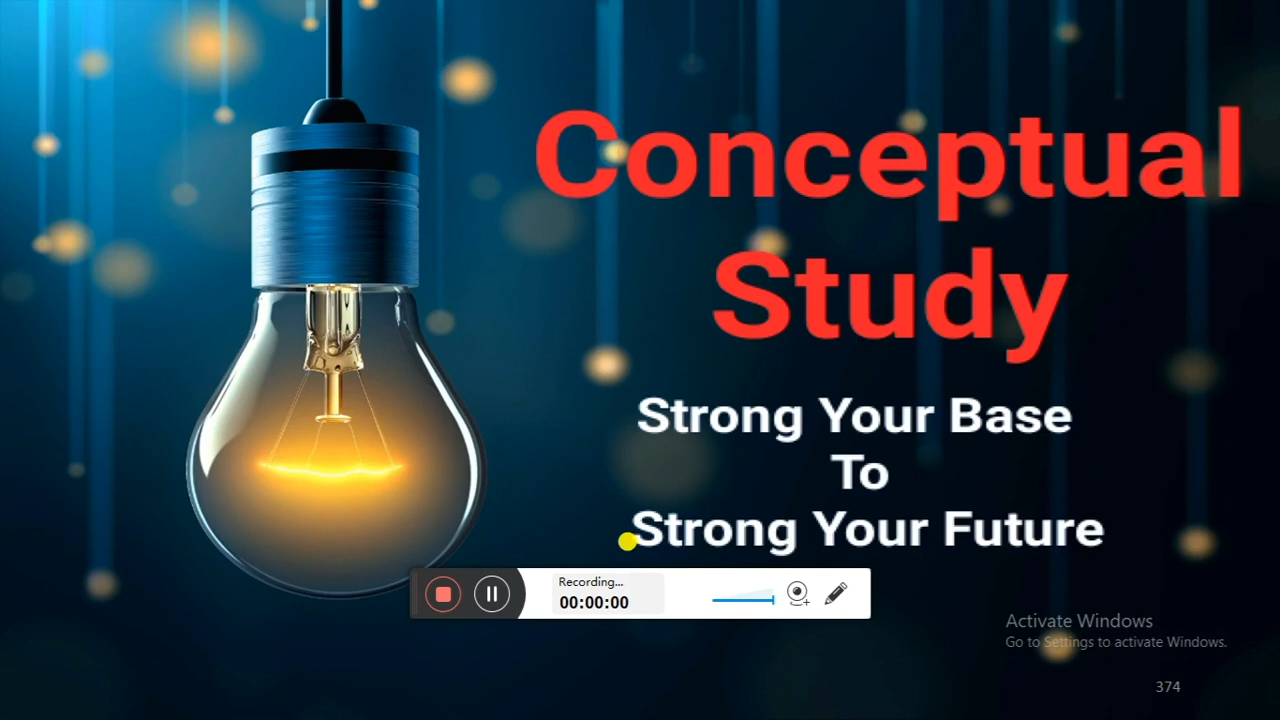 Conceptual
Study
Strong Your Base
To
Strong Your Future
Recording...
00:00:00
Activate Windows
Go to Settings to activate Windows.
374